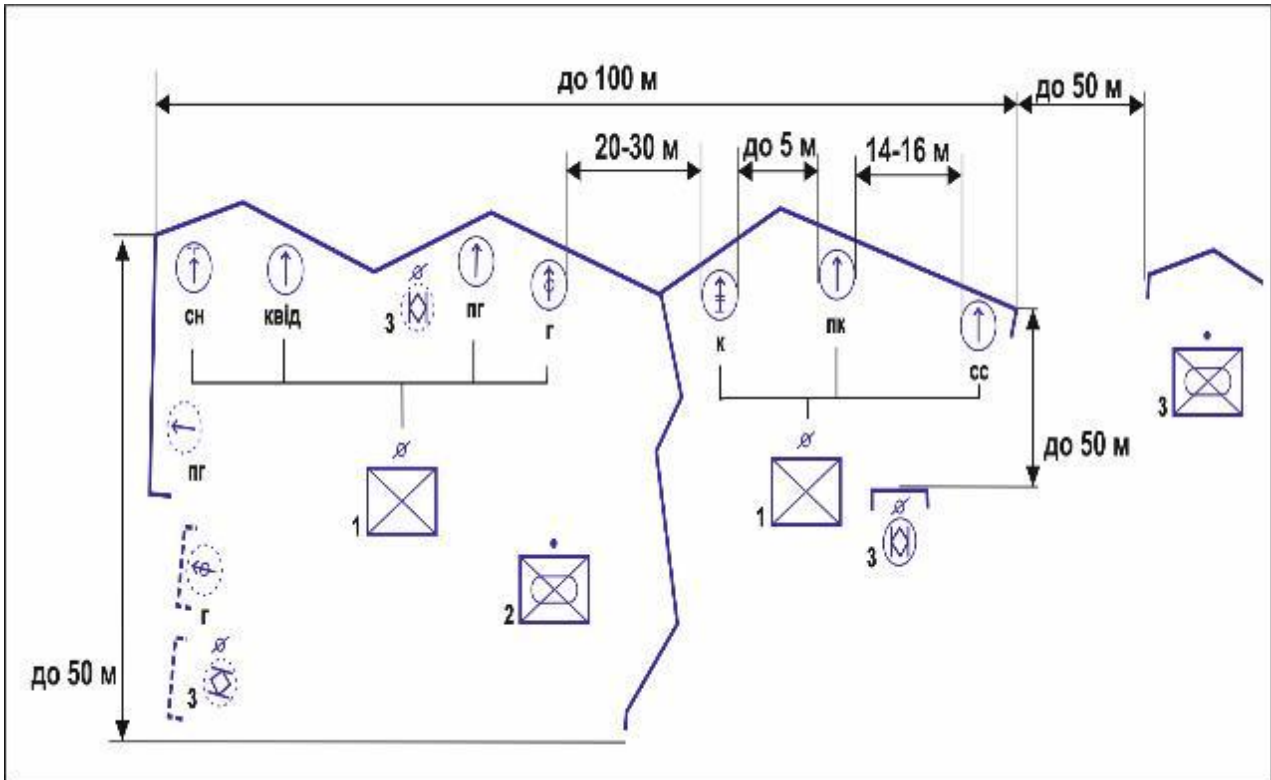 до 100 м
до 50 м
20-30 м
до 5 м
14-16 м
сн
квід
3
пг
г
к
пк
сс
3
до 50 м
пг
1
1
3
2
г
3
до 50 м